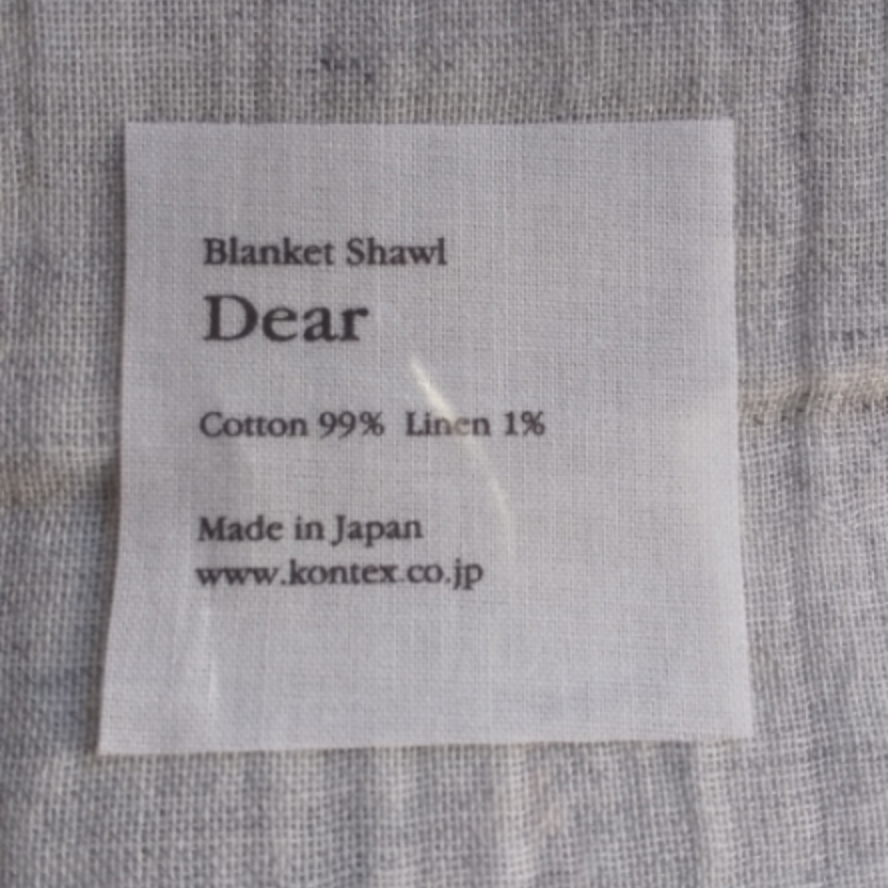 Blanket Shawl
Dear
Cotton 99% Linen 1%
Made in Japan
www.kontex.co.jp